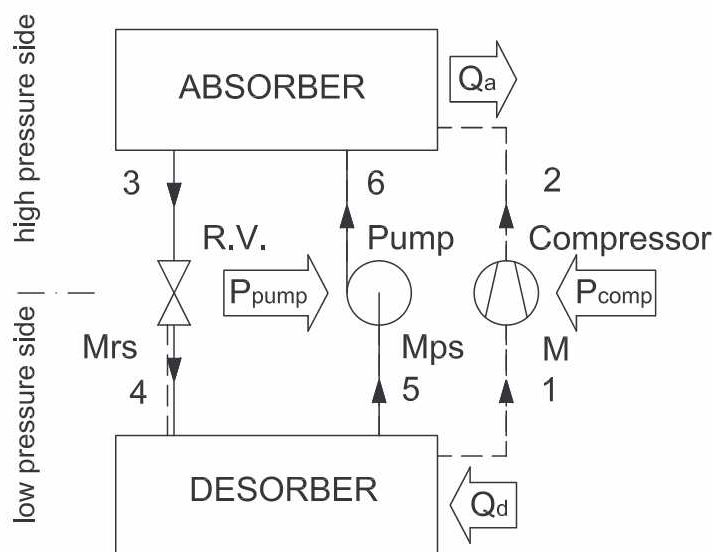 high pressure side
low pressure side
ABSORBER
Qa
3
6
2
R.V.
Pump
Compressor
Ppump
Pcomp
Mrs
Mps
M
4
5
1
DESORBER
Qd